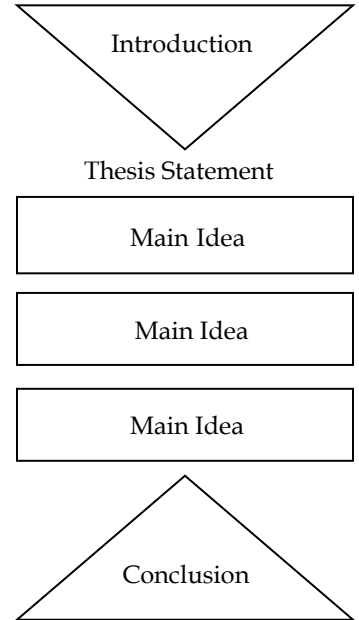 Introduction
Thesis Statement
Main Idea
Main Idea
Main Idea
Conclusion